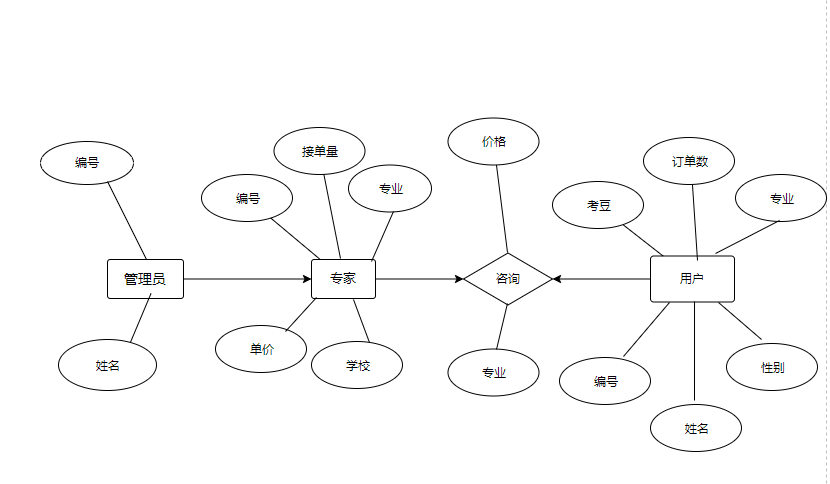 价格
接单量
订单数
编号
专业
编号
考豆
专业
管理员
专家
咨询
用户
单价
学校
姓名
专业
编号
性别
姓名